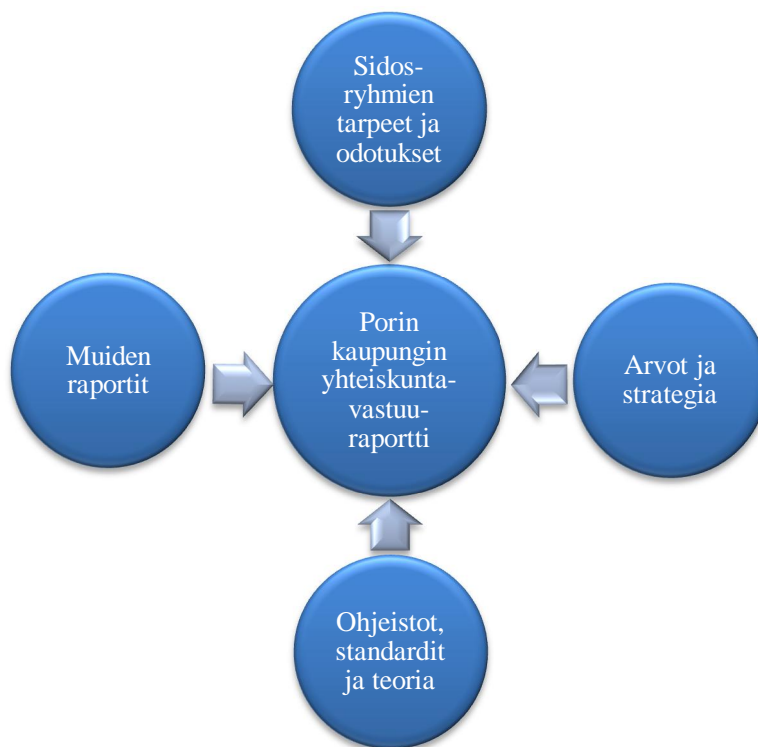 Sidos-
ryhmien
tarpeet ja
odotukset
Muiden
raportit
Porin
kaupungin
yhteiskunta-
vastuu-
raportti
Arvot ja
strategia
Ohjeistot,
standardit
ja teoria